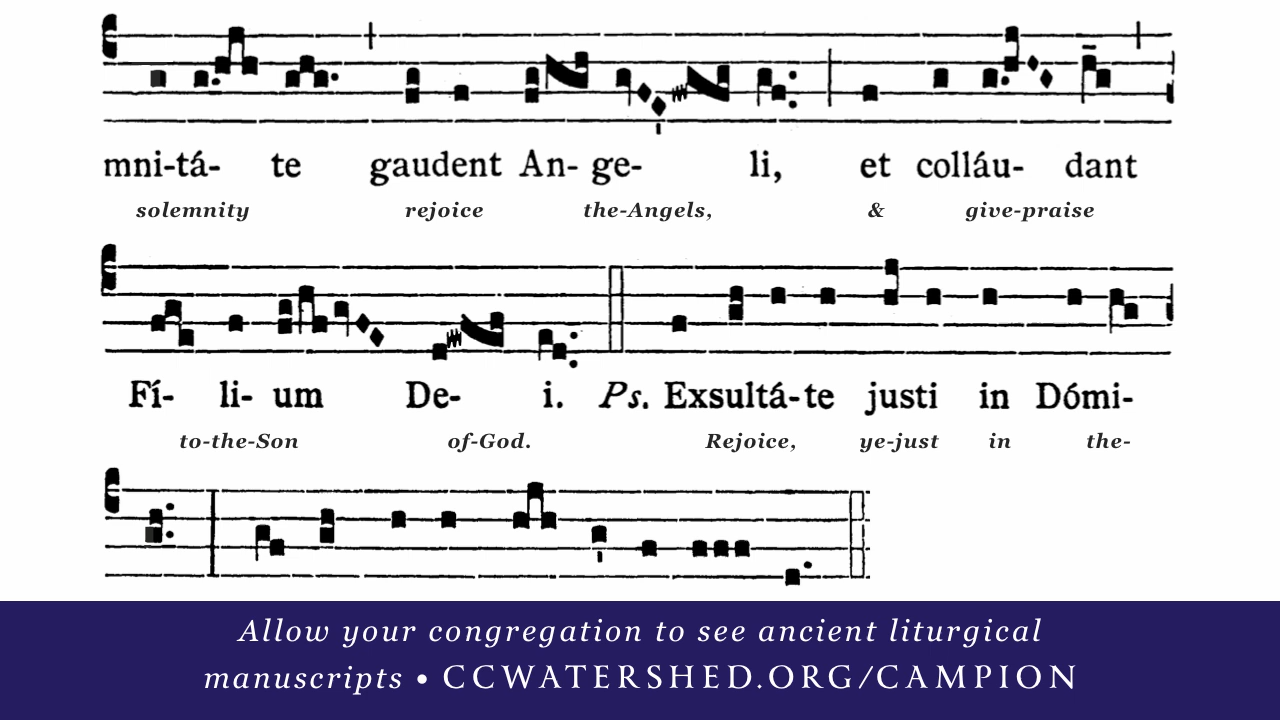 mni-tá- te gaudent An- ge- li, et colláu- dant
solemnity rejoice the-Angels, & give-praise
Fí- li- um De- i. Ps. Exsultá- te justi in Dómi-
to-the-Son of-God. Rejoice, ye-just in the-
Allow your congregation to see ancient liturgical
manuscripts • CCWATERSHED.ORG/CAMPION